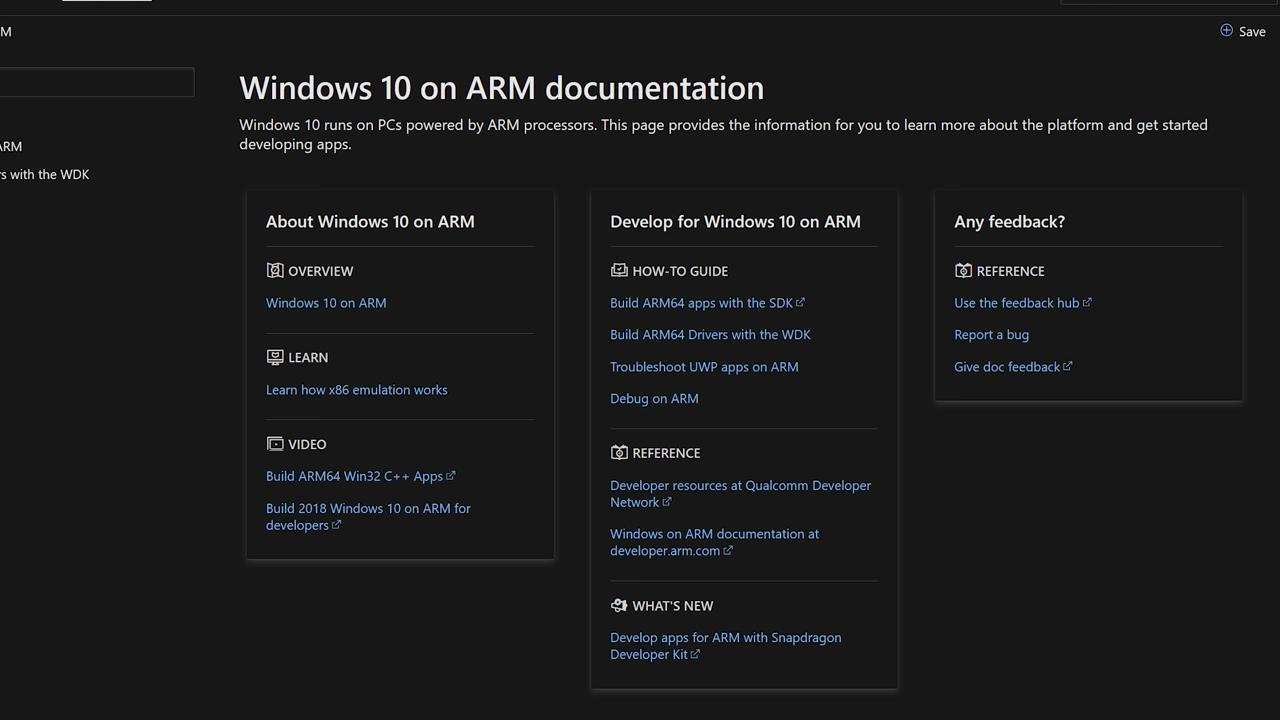 M
Save
ARM
rs with the WDK
Windows 10 on ARM documentation
Windows 10 runs on PCs powered by ARM processors. This page provides the information for you to learn more about the platform and get started
developing apps.
About Windows 10 on ARM
OVERVIEW
Windows 10 on ARM
LEARN
Learn how x86 emulation works
VIDEO
Build ARM64 Win32 C++ Apps
Build 2018 Windows 10 on ARM for
developers
Develop for Windows 10 on ARM
HOW-TO GUIDE
Build ARM64 apps with the SDK
Build ARM64 Drivers with the WDK
Troubleshoot UWP apps on ARM
Debug on ARM
REFERENCE
Developer resources at Qualcomm Developer
Network
Windows on ARM documentation at
developer.arm.com
WHAT'S NEW
Develop apps for ARM with Snapdragon
Developer Kit
Any feedback?
REFERENCE
Use the feedback hub
Report a bug
Give doc feedback